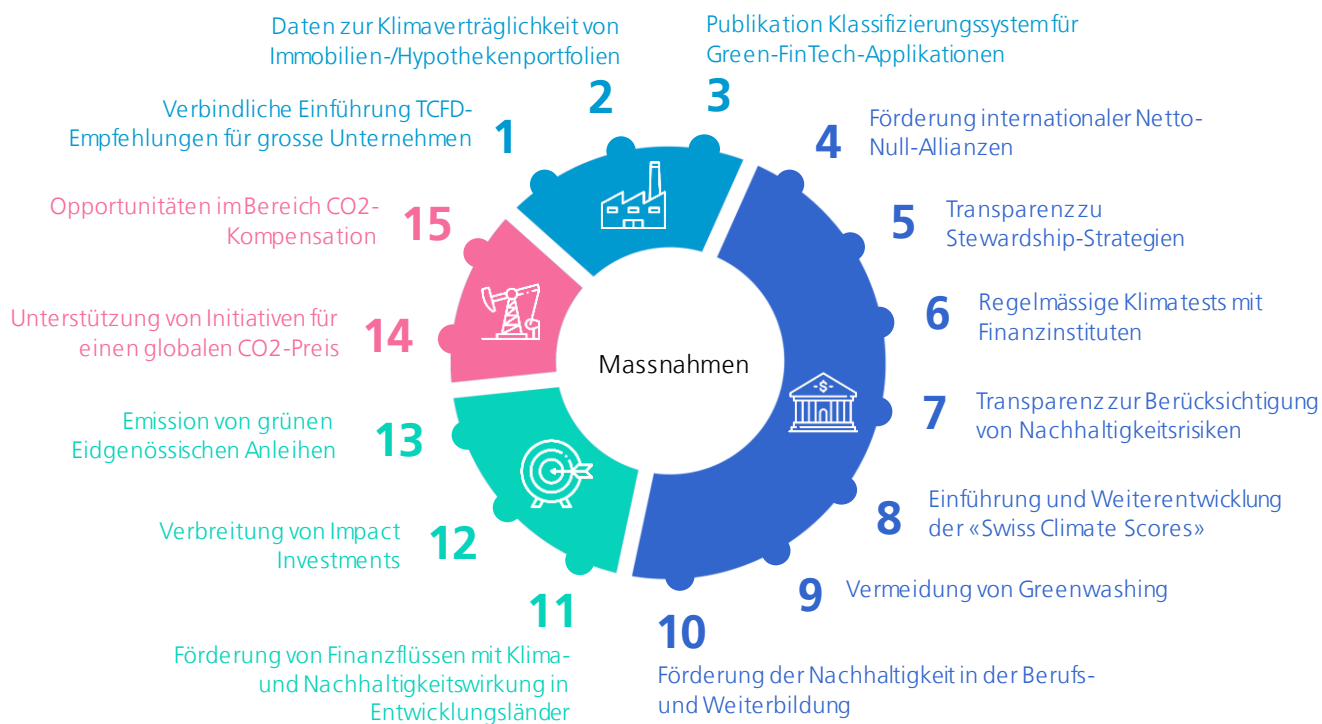 1
Verbindliche Einführung TCFD-
Empfehlungen für grosse Unternehmen
2
Daten zur Klimaverträglichkeit von
Immobilien-/Hypothekenportfolien
3
Publikation Klassifizierungssystem für
Green-FinTech-Applikationen
4
Förderung internationaler Netto-
Null-Allianzen
5
Transparenz zu
Stewardship-Strategien
6
Regelmässige Klimatests mit
Finanzinstituten
7
Transparenz zur Berücksichtigung
von Nachhaltigkeitsrisiken
8
Einführung und Weiterentwicklung
der «Swiss Climate Scores»
9
Vermeidung von Greenwashing
10
Förderung der Nachhaltigkeit in der Berufs-
und Weiterbildung
11
Förderung von Finanzflüssen mit Klima-
und Nachhaltigkeitswirkung in
Entwicklungsländer
12
Verbreitung von Impact
Investments
13
Emission von grünen
Eidgenössischen Anleihen
14
Unterstützung von Initiativen für
einen globalen CO2-Preis
15
Opportunitäten im Bereich CO2-
Kompensation
Massnahmen
-$-